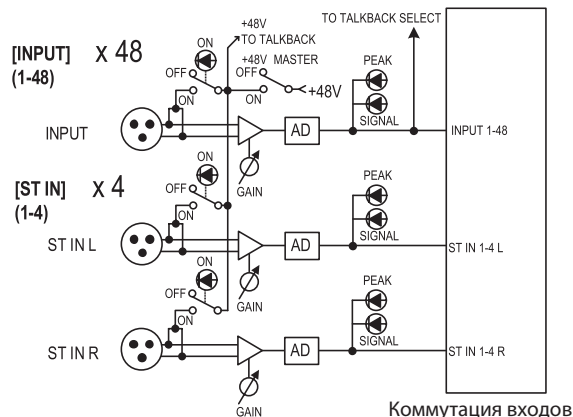 +48V
TO TALKBACK
TO TALKBACK SELECT
[INPUT] X 48
(1-48)
ON
OFF
ON
+48V MASTER
OFF
ON
+48V
PEAK
SIGNAL
INPUT
AD
GAIN
INPUT 1-48
[ST IN] X 4
(1-4)
ON
OFF
ON
PEAK
SIGNAL
ST IN L
AD
GAIN
ST IN 1-4 L
ON
OFF
ON
PEAK
SIGNAL
ST IN R
AD
GAIN
ST IN 1-4 R
Коммутация входов